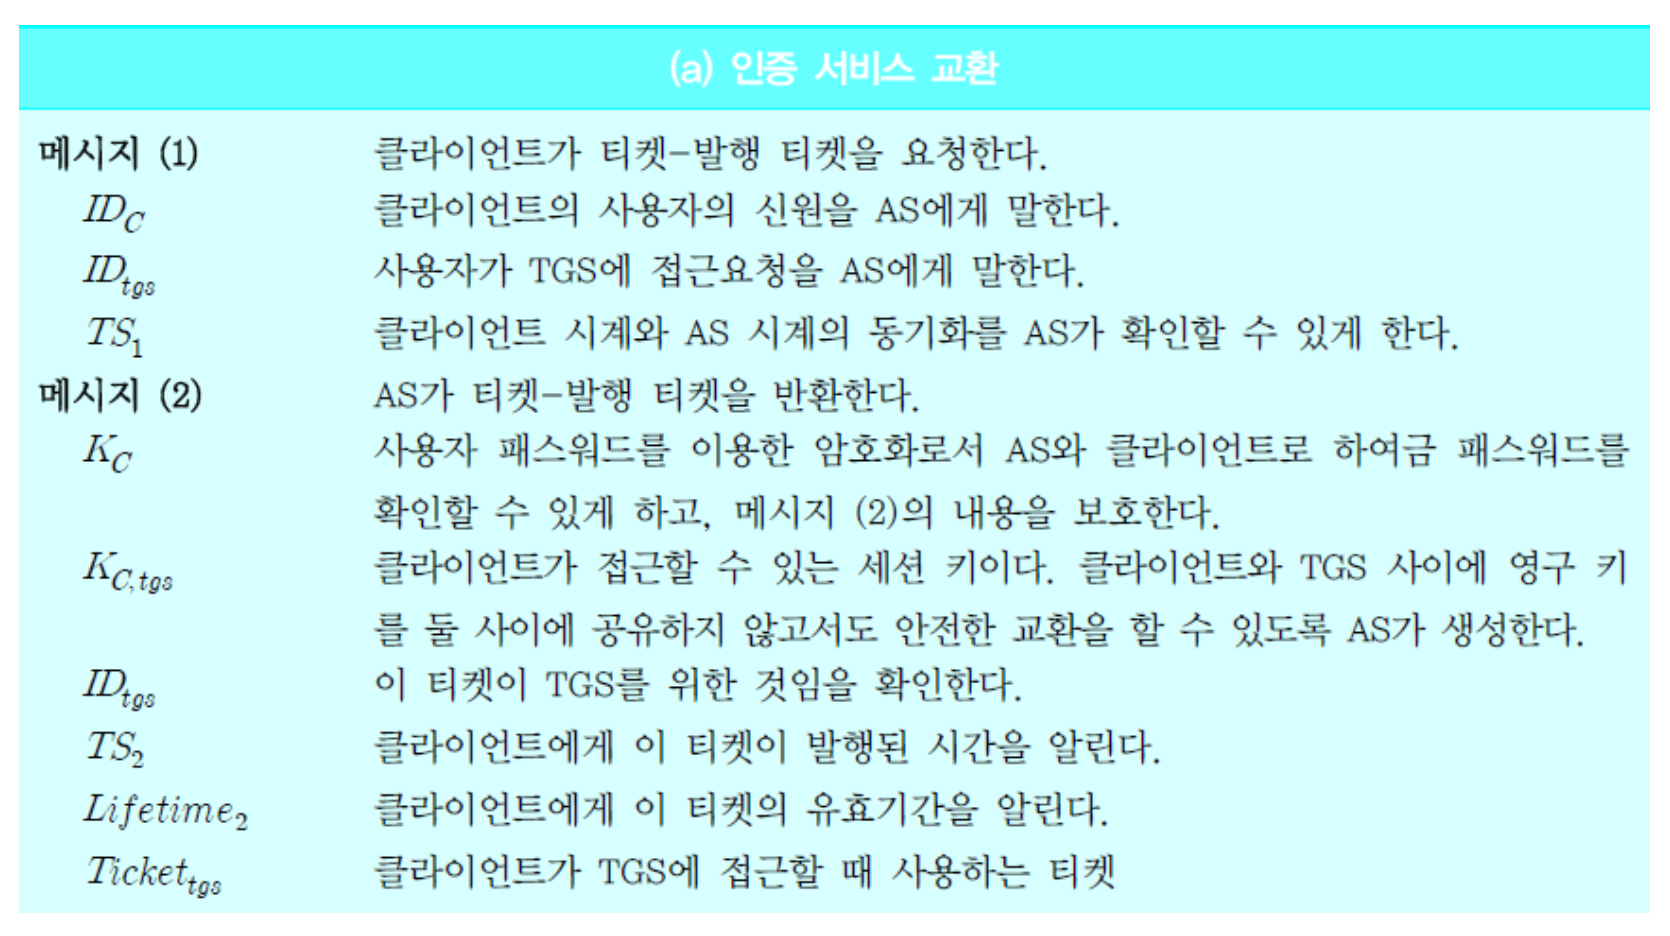 (a) 인증 서비스 교환
메시지 (1) 클라이언트가 티켓-발행 티켓을 요청한다.
ID_C 클라이언트의 사용자의 신원을 AS에게 말한다.
ID_tgs 사용자가 TGS에 접근요청을 AS에게 말한다.
TS_1 클라이언트 시계와 AS 시계의 동기화를 AS가 확인할 수 있게 한다.
메시지 (2) AS가 티켓-발행 티켓을 반환한다.
K_C 사용자 패스워드를 이용한 암호화로서 AS와 클라이언트로 하여금 패스워드를
확인할 수 있게 하고, 메시지 (2)의 내용을 보호한다.
K_C,tgs 클라이언트가 접근할 수 있는 세션 키이다. 클라이언트와 TGS 사이에 영구 키
를 둘 사이에 공유하지 않고서도 안전한 교환을 할 수 있도록 AS가 생성한다.
ID_tgs 이 티켓이 TGS를 위한 것임을 확인한다.
TS_2 클라이언트에게 이 티켓이 발행된 시간을 알린다.
Lifetime_2 클라이언트에게 이 티켓의 유효기간을 알린다.
Ticket_tgs 클라이언트가 TGS에 접근할 때 사용하는 티켓